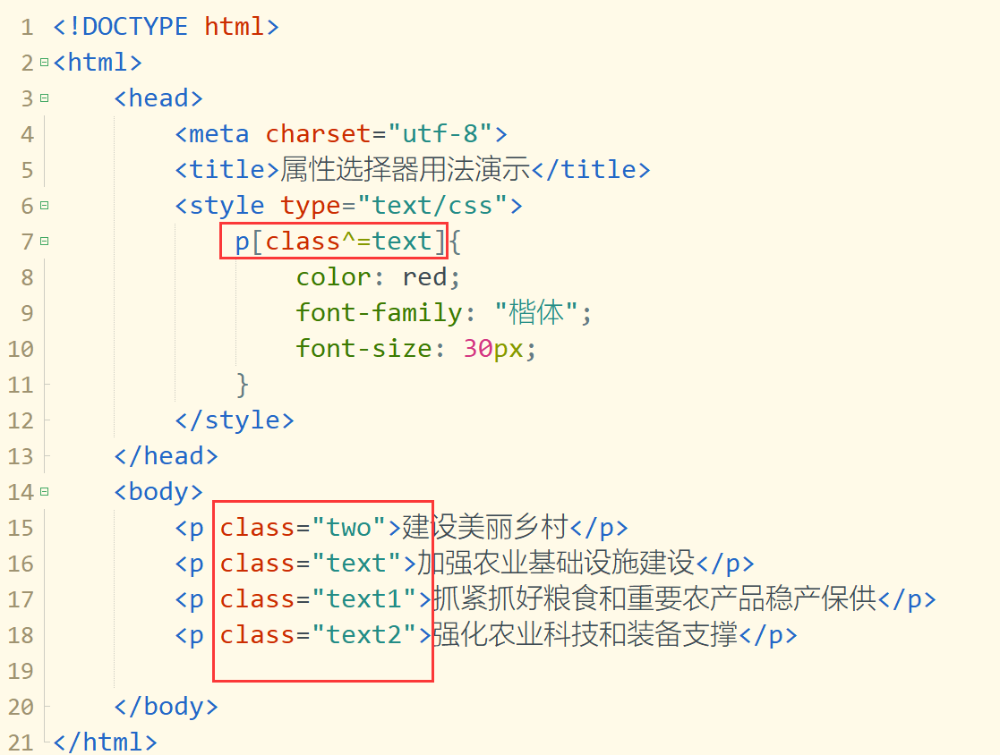 1 <!DOCTYPE html>
2 <html>
3 <head>
4 <meta charset="utf-8">
5 <title>属性选择器用法演示</title>
6 <style type="text/css">
7 p[class^=text]{
8 color: red;
9 font-family: "楷体";
10 font-size: 30px;
11 }
12 </style>
13 </head>
14 <body>
15 <p class="two">建设美丽乡村</p>
16 <p class="text">加强农业基础设施建设</p>
17 <p class="text1">抓紧抓好粮食和重要农产品稳产保供</p>
18 <p class="text2">强化农业科技和装备支撑</p>
19
20 </body>
21 </html>